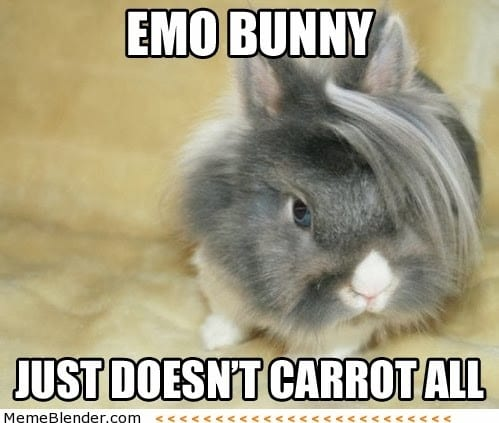 EMO BUNNY
JUST DOESN'T CARROT ALL
MemeBlender.com < < < < < < < < < < < < < < < < < < < < < < < < <